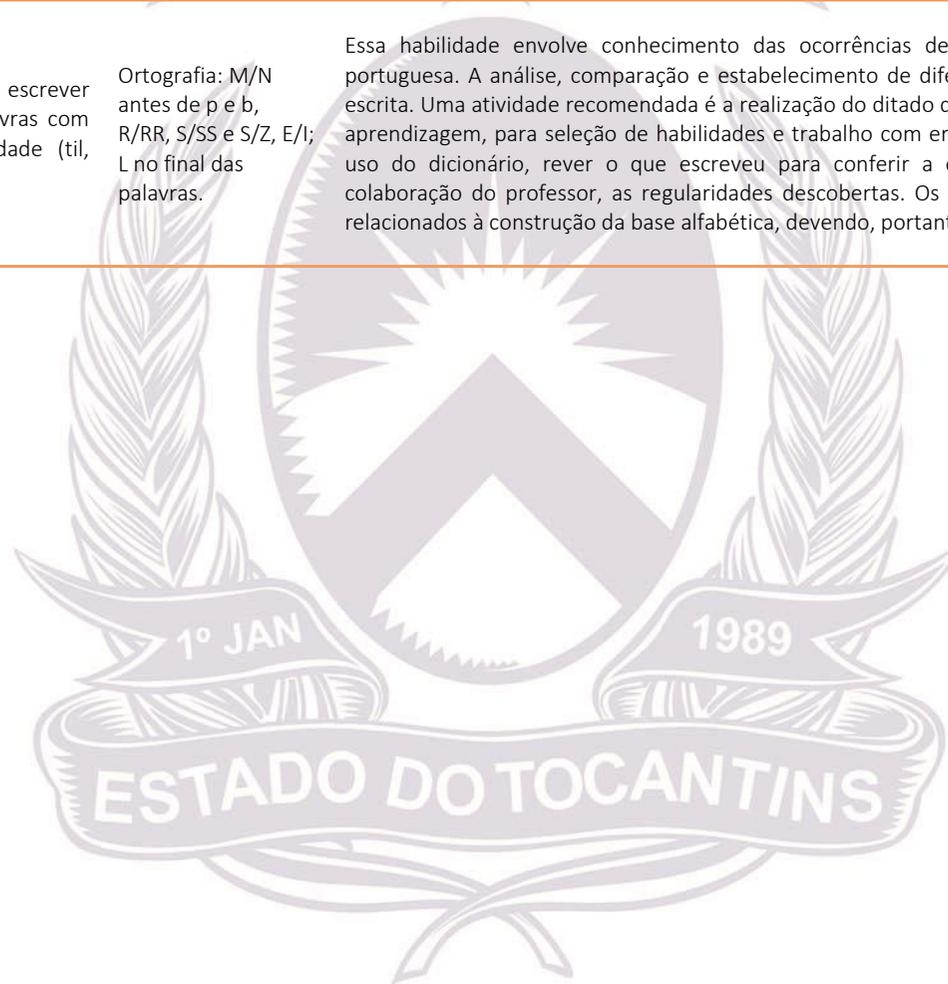 escrever
vras com
dade (til,
Ortografia: M/N
antes de p e b,
R/RR, S/SS e S/Z, E/I;
L no final das
palavras.
Essa habilidade envolve conhecimento das ocorrências de
portuguesa. A análise, comparação e estabelecimento de dife
escrita. Uma atividade recomendada é a realização do ditado
aprendizagem, para seleção de habilidades e trabalho com er
uso do dicionário, rever o que escreveu para conferir a
colaboração do professor, as regularidades descobertas. Os
relacionados à construção da base alfabética, devendo, portant
1º JAN
1989
ESTADO DO TOCANTINS